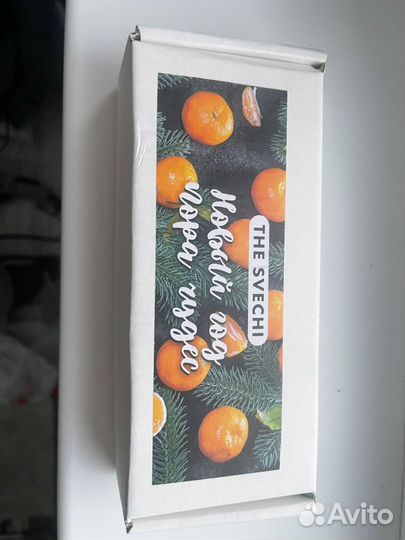 THE SVECHI
Новый год
Пора чудес
Avito